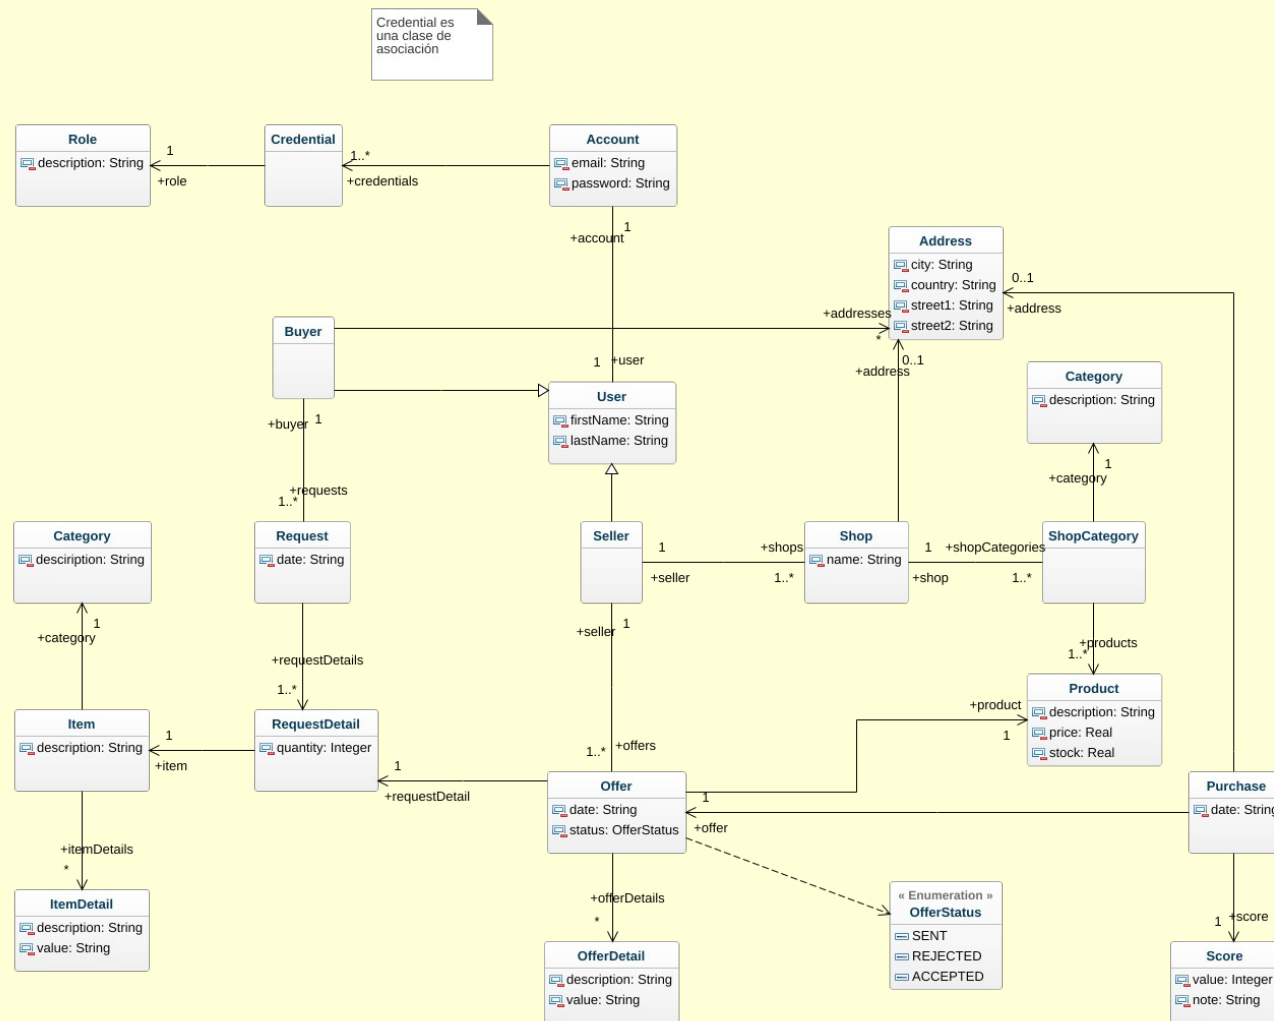 Credential es
una clase de
asociación
Role
description: String
1
+role
Credential
1..*
+credentials
Account
email: String
password: String
1
+account
Address
city: String
country: String
street1: String
street2: String
0..1
+address
Buyer
+addresses
*
1
+user
0..1
+address
User
firstName: String
lastName: String
Category
description: String
+buyer
1
1
+category
+requests
1..*
Category
desciription: String
Request
date: String
Seller
1
+seller
+shops
1..*
Shop
name: String
1
+shop
+shopCategories
1..*
ShopCategory
1
+category
+seller
1
+products
1..*
+requestDetails
1..*
Item
description: String
1
+item
RequestDetail
quantity: Integer
1
+requestDetail
1..*
+offers
+product
1
Product
description: String
price: Real
stock: Real
Offer
date: String
status: OfferStatus
1
+offer
Purchase
date: String
+itemDetails
*
+offerDetails
*
« Enumeration »
OfferStatus
SENT
REJECTED
ACCEPTED
1
+score
ItemDetail
description: String
value: String
OfferDetail
description: String
value: String
Score
value: Integer
note: String